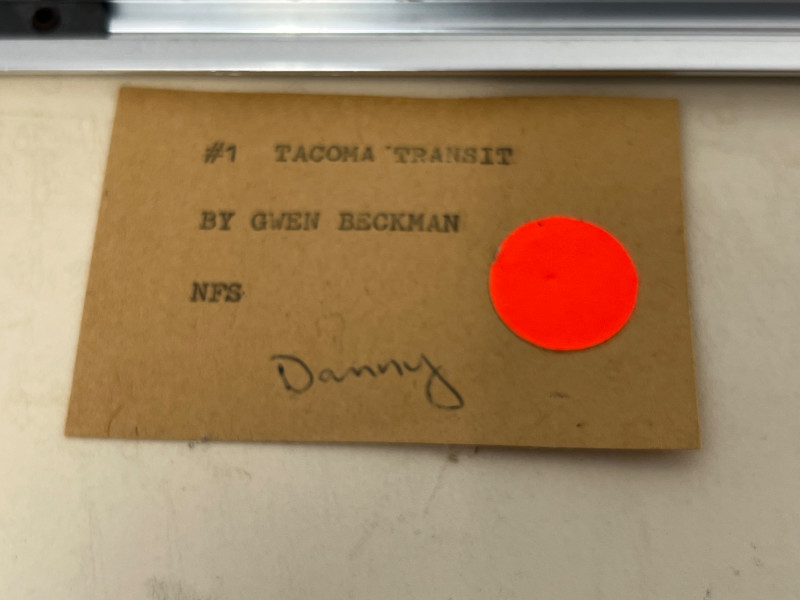 #1 TACOMA TRANSIT
BY GWEN BECKMAN
NFS
Danny